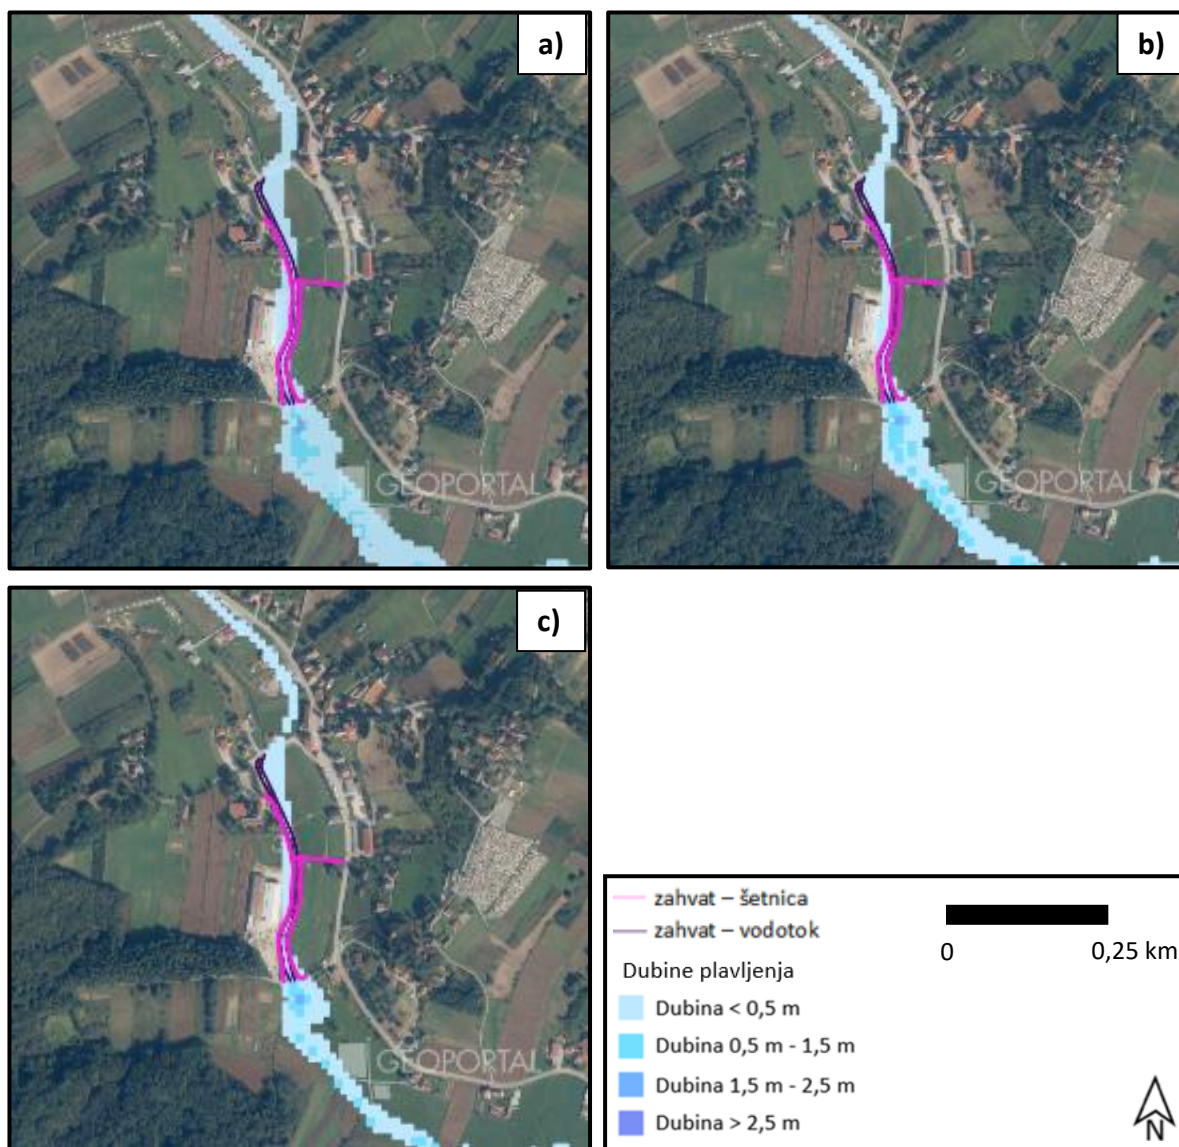 a)
GEOPORTAL
b)
GEOPORTAL
c)
GEOPORTAL
zahvat – šetnica
zahvat – vodotok
0 0,25 km
Dubine plavljenja
Dubina < 0,5 m
Dubina 0,5 m - 1,5 m
Dubina 1,5 m - 2,5 m
Dubina > 2,5 m
N